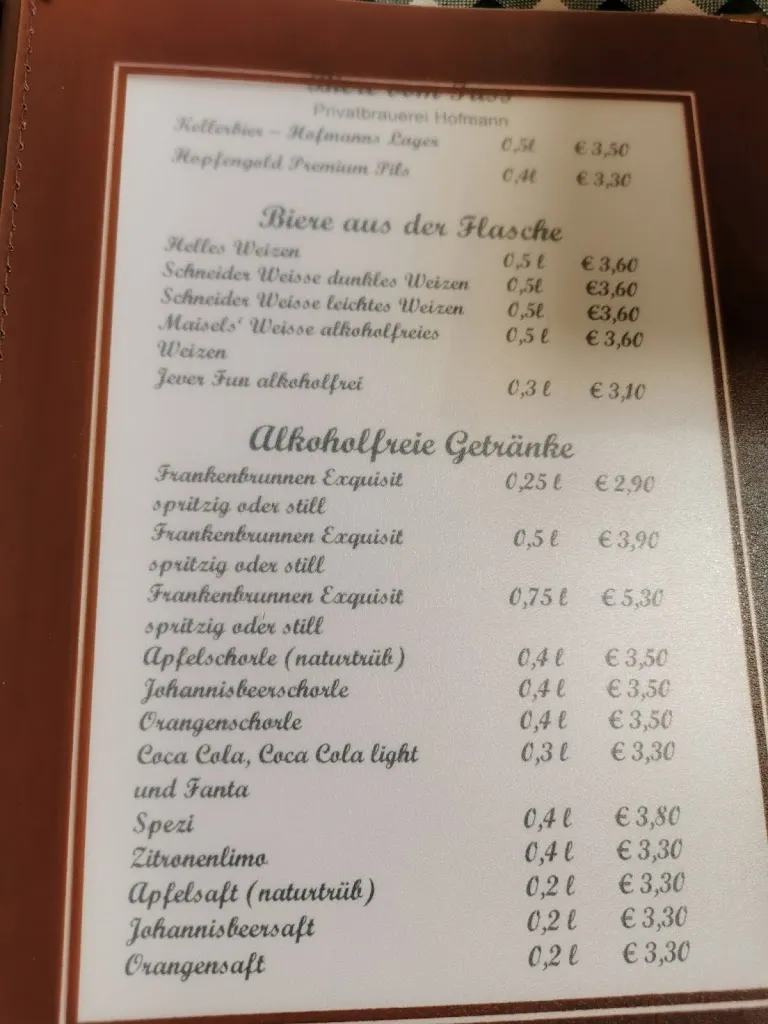 Biere vom Fass
Privatbrauerei Hofmann
Kellerbier – Hofmanns Lager 0,5l € 3,50
Hopfengold Premium Pils 0,4l € 3,30
Biere aus der Flasche
Helles Weizen 0,5 l € 3,60
Schneider Weisse dunkles Weizen 0,5l €3,60
Schneider Weisse leichtes Weizen 0,5l €3,60
Maisels‘ Weisse alkoholfreies 0,5 l € 3,60
Weizen
Jever Fun alkoholfrei 0,3 l € 3,10
Alkoholfreie Getränke
Frankenbrunnen Exquisit 0,25 l € 2,90
spritzig oder still
Frankenbrunnen Exquisit 0,5 l € 3,90
spritzig oder still
Frankenbrunnen Exquisit 0,75 l € 5,30
spritzig oder still
Apfelschorle (naturtrüb) 0,4 l € 3,50
Johannisbeerschorle 0,4 l € 3,50
Orangenschorle 0,4 l € 3,50
Coca Cola, Coca Cola light 0,3 l € 3,30
und Fanta
Spezi 0,4 l € 3,80
Zitronenlimo 0,4 l € 3,30
Apfelsaft (naturtrüb) 0,2 l € 3,30
Johannisbeersaft 0,2 l € 3,30
Orangensaft 0,2 l € 3,30